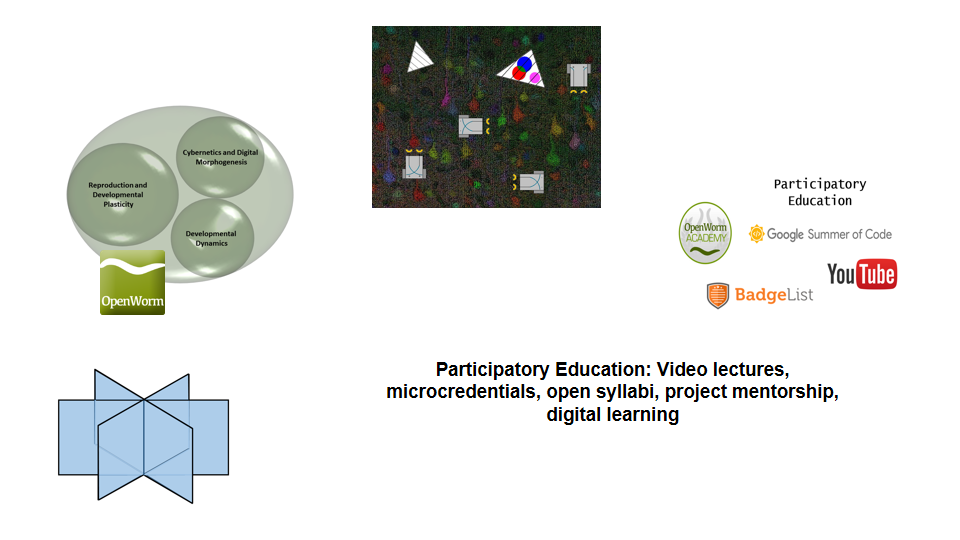 Cybernetics and Digital
Morphogenesis
Reproduction and
Developmental
Plasticity
Developmental
Dynamics
OpenWorm
Participatory
Education
OpenWorm
ACADEMY
Google Summer of Code
YouTube
BadgeList
Participatory Education: Video lectures,
microcredentials, open syllabi, project mentorship,
digital learning